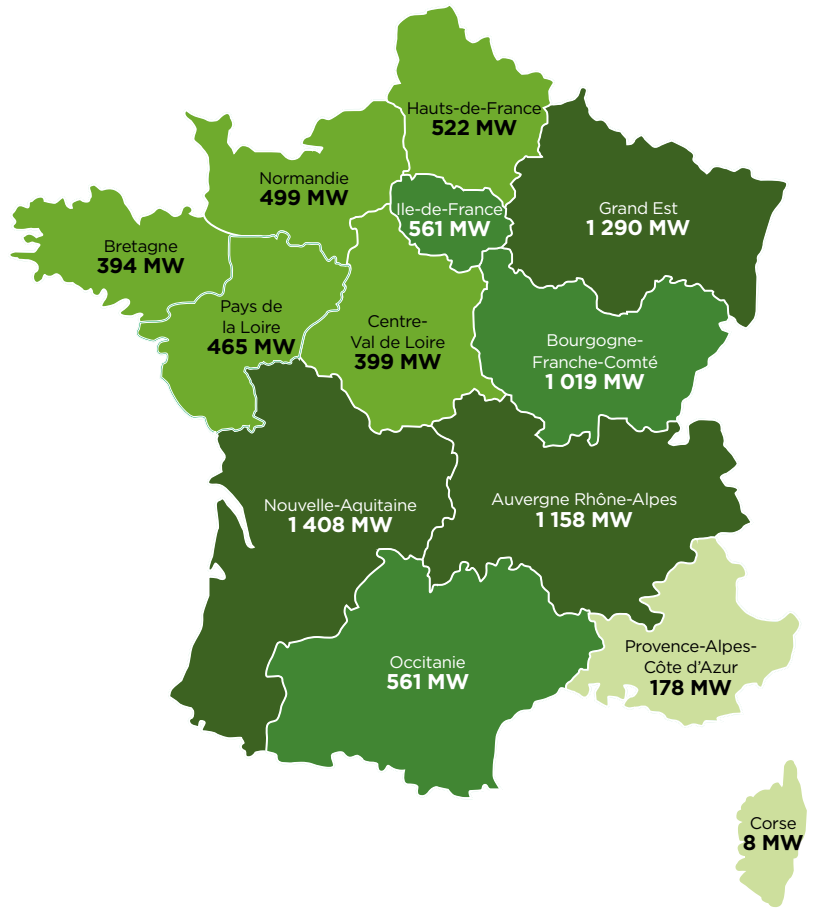 Hauts-de-France
522 MW
Normandie
499 MW
Ile-de-France
561 MW
Grand Est
1 290 MW
Bretagne
394 MW
Pays de
la Loire
465 MW
Centre-
Val de Loire
399 MW
Bourgogne-
Franche-Comté
1 019 MW
Nouvelle-Aquitaine
1 408 MW
Auvergne Rhône-Alpes
1 158 MW
Occitanie
561 MW
Provence-Alpes-
Côte d'Azur
178 MW
Corse
8 MW